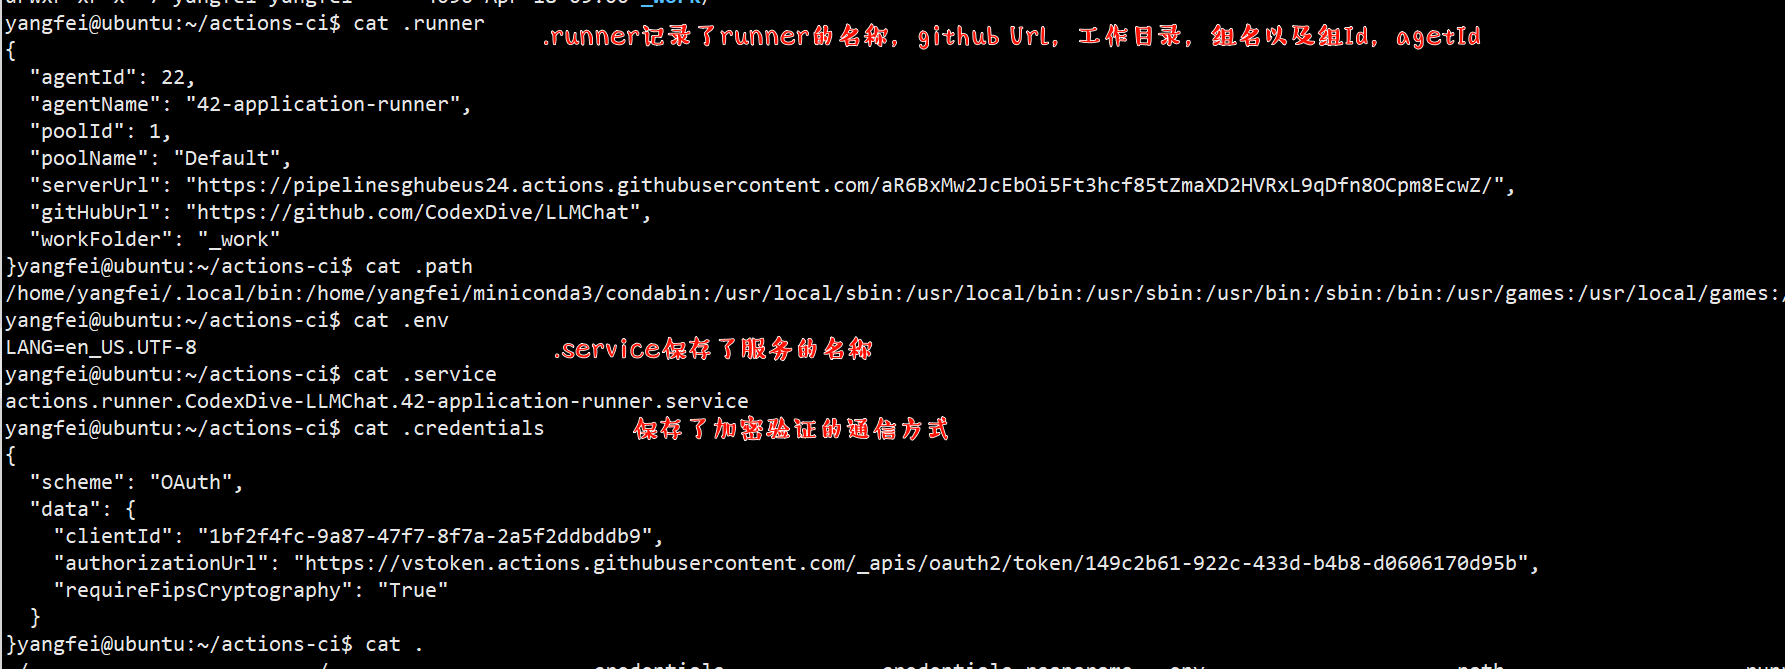 yangfei@ubuntu:~/actions-ci$ cat .runner
.runner记录了runner的名称，github Url，工作目录，组名以及组Id，agetId
{
"agentId": 22,
"agentName": "42-application-runner",
"poolId": 1,
"poolName": "Default",
"serverUrl": "https://pipelinesghubeus24.actions.githubusercontent.com/aR6BxMw2JcEbOi5Ft3hcf85tZmaXD2HVRxL9qDfn8OCpm8EcwZ/",
"gitHubUrl": "https://github.com/CodexDive/LLMChat",
"workFolder": "_work"
}yangfei@ubuntu:~/actions-ci$ cat .path
/home/yangfei/.local/bin:/home/yangfei/miniconda3/condabin:/usr/local/sbin:/usr/local/bin:/usr/sbin:/usr/bin:/sbin:/bin:/usr/games:/usr/local/games:/
yangfei@ubuntu:~/actions-ci$ cat .env
LANG=en_US.UTF-8
.service保存了服务的名称
yangfei@ubuntu:~/actions-ci$ cat .service
actions.runner.CodexDive-LLMChat.42-application-runner.service
yangfei@ubuntu:~/actions-ci$ cat .credentials
保存了加密验证的通信方式
{
"scheme": "OAuth",
"data": {
"clientId": "1bf2f4fc-9a87-47f7-8f7a-2a5f2ddbddb9",
"authorizationUrl": "https://vstoken.actions.githubusercontent.com/_apis/oauth2/token/149c2b61-922c-433d-b4b8-d0606170d95b",
"requireFipsCryptography": "True"
}
}yangfei@ubuntu:~/actions-ci$ cat .